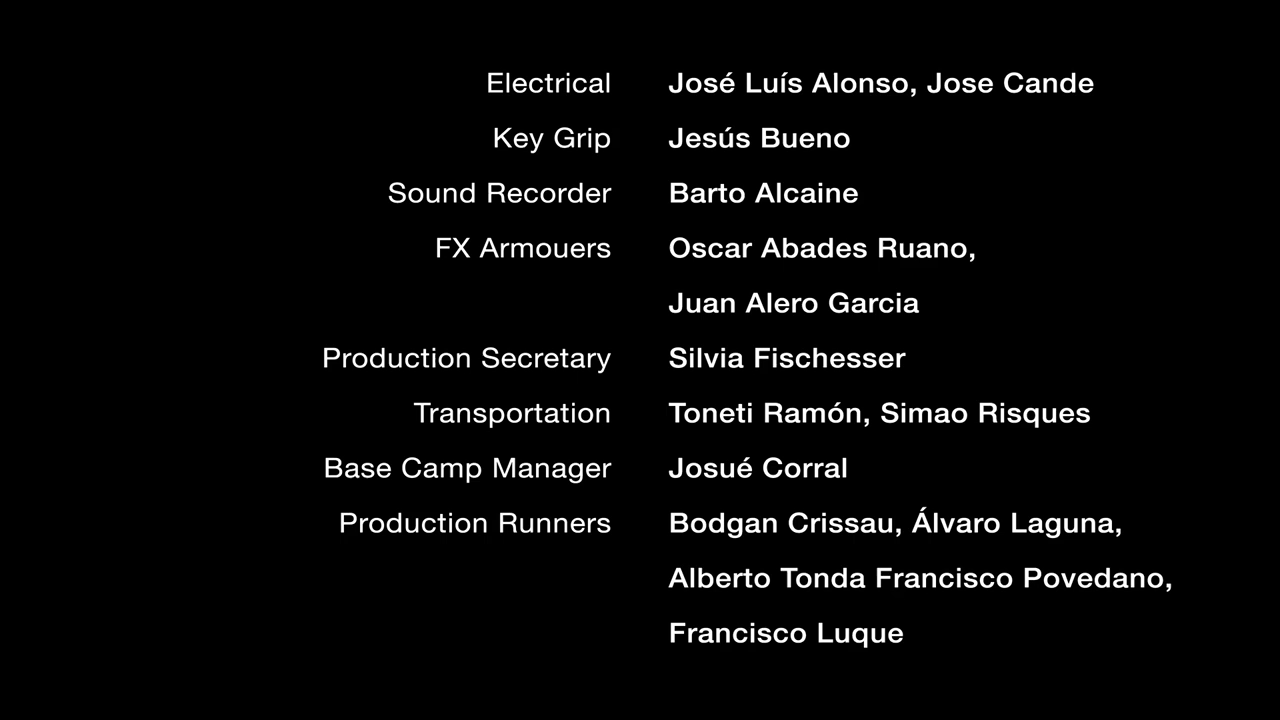 Electrical José Luís Alonso, Jose Cande
Key Grip Jesús Bueno
Sound Recorder Barto Alcaine
FX Armouers Oscar Abades Ruano,
Juan Alero Garcia
Production Secretary Silvia Fischesser
Transportation Toneti Ramón, Simao Risques
Base Camp Manager Josué Corral
Production Runners Bodgan Crissau, Álvaro Laguna,
Alberto Tonda Francisco Povedano,
Francisco Luque